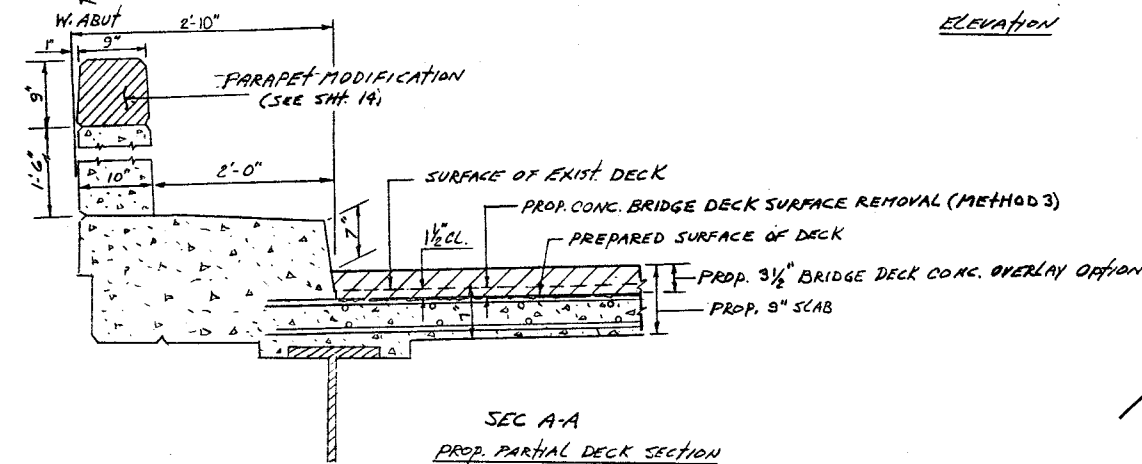 W. ABUT
2'-10"
ELEVATION
1"
9"
PARAPET MODIFICATION
(SEE SHT. 14)
9"
1'-6"
10"
2'-0"
SURFACE OF EXIST. DECK
PROP. CONC. BRIDGE DECK SURFACE REMOVAL (METHOD 3)
7"
1½" CL.
PREPARED SURFACE OF DECK
PROP. 3½" BRIDGE DECK CONC. OVERLAY OPTION
7"
PROP. 9" SLAB
SEC A-A
PROP. PARTIAL DECK SECTION